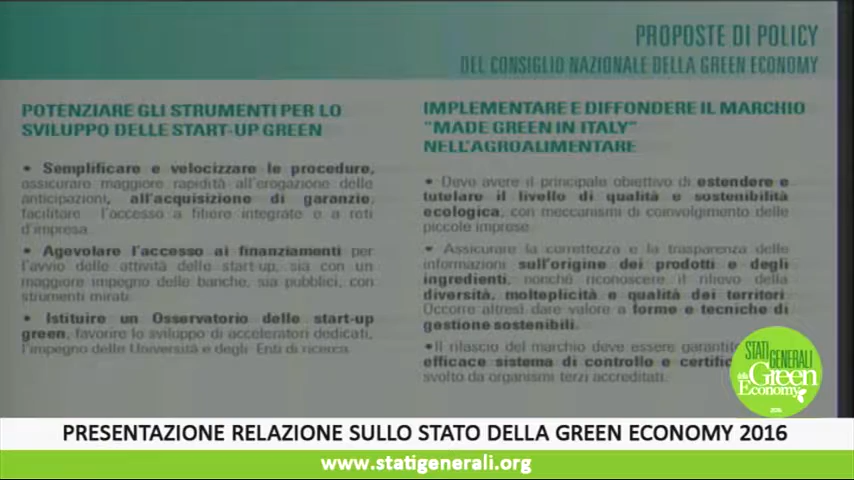 PROPOSTE DI POLICY
DEL CONSIGLIO NAZIONALE DELLA GREEN ECONOMY
POTENZIARE GLI STRUMENTI PER LO
SVILUPPO DELLE START-UP GREEN
• Semplificare e velocizzare le procedure,
assicurare maggiore rapidità all'erogazione delle
anticipazioni, all'acquisizione di garanzie,
facilitare l'accesso a filiere integrate e a reti
d'impresa.
• Agevolare l'accesso ai finanziamenti per
l'avvio delle attività delle start-up, sia con un
maggiore impegno delle banche, sia pubblici, con
strumenti mirati.
• Istituire un Osservatorio delle start-up
green, favorire lo sviluppo di acceleratori dedicati,
l'impegno delle Università e degli Enti di ricerca.
IMPLEMENTARE E DIFFONDERE IL MARCHIO
"MADE GREEN IN ITALY"
NELL'AGROALIMENTARE
• Deve avere il principale obiettivo di estendere e
tutelare il livello di qualità e sostenibilità
ecologica, con meccanismi di coinvolgimento delle
piccole imprese.
• Assicurare la correttezza e la trasparenza delle
informazioni sull'origine dei prodotti e degli
ingredienti, nonché riconoscere il rilievo della
diversità, molteplicità e qualità dei territori.
Occorre altresì dare valore a forme e tecniche di
gestione sostenibili.
• Il rilascio del marchio deve essere garantito
efficace sistema di controllo e certific
svolto da organismi terzi accreditati.
STATI
GENERALI
della
Green
Economy
2016
PRESENTAZIONE RELAZIONE SULLO STATO DELLA GREEN ECONOMY 2016
www.statigenerali.org